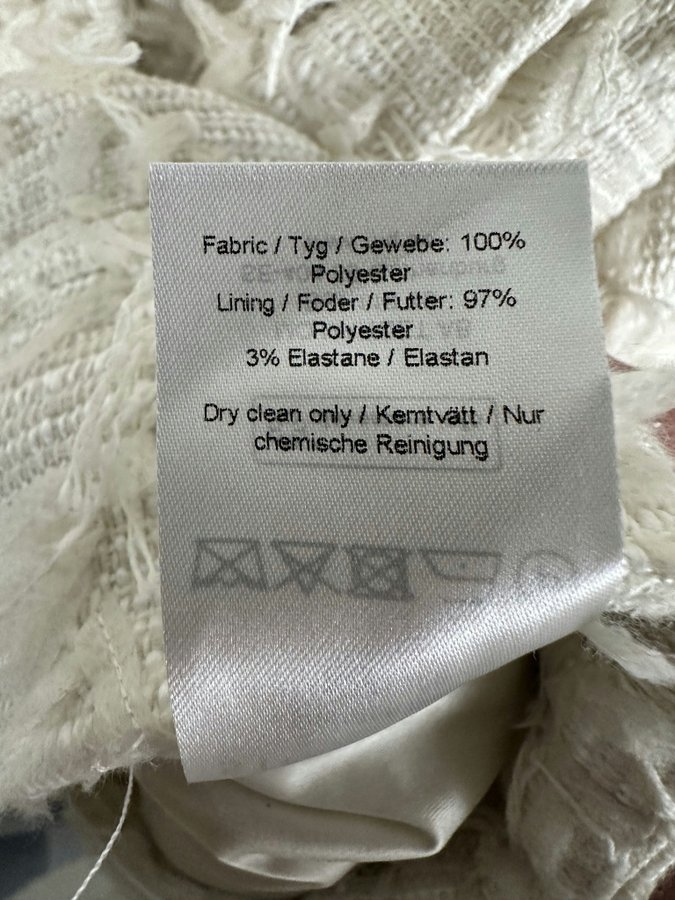 Fabric / Tyg / Gewebe: 100%
Polyester
Lining / Foder / Futter: 97%
Polyester
3% Elastane / Elastan
Dry clean only / Kemtvätt / Nur
chemische Reinigung